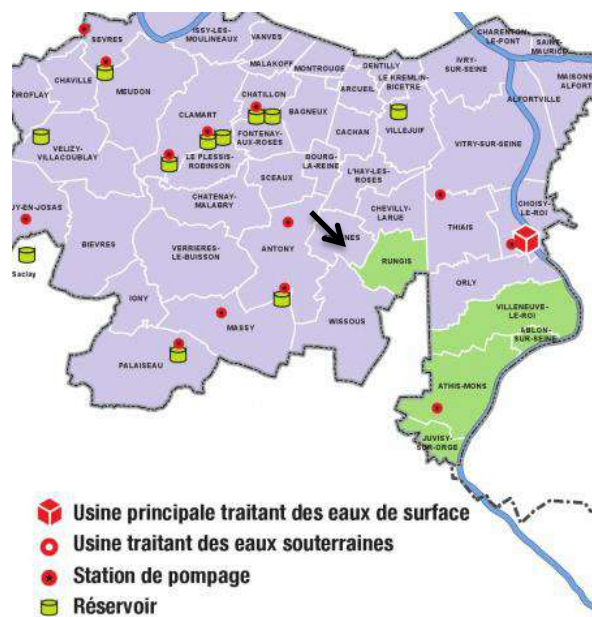 ISSY-LES-
MOULINEAUX
VANVES
SEVRES
MALAKOFF
MONTROUGE
GENTILLY
CHARENTON-
LE-PONT
SAINT-
MAURICE
IVRY-
SUR-SEINE
LE KREMLIN-
BICETRE
MAISONS
ALFORT
CHAVILLE
MEUDON
VIROFLAY
CHATILLON
ARCUEIL
ALFORTVILLE
CLAMART
BAGNEUX
VILLEJUIF
CACHAN
VITRY-SUR-SEINE
FONTENAY-
AUX-ROSES
VELIZY-
VILLACOUBLAY
LE PLESSIS-
ROBINSON
BOURG-
LA-REINE
SCEAUX
L'HAY-LES-
ROSES
CHATENAY-
MALABRY
CHEVILLY-
LARUE
CHOISY-
LE-ROI
THIAIS
UY-EN-JOSAS
BIEVRES
VERRIERES-
LE-BUISSON
ANTONY
NES
RUNGIS
Saclay
ORLY
IGNY
VILLENEUVE-
LE-ROI
MASSY
WISSOUS
ABLON-
SUR-SEINE
PALAISEAU
ATHIS-MONS
JUVISY-
SUR-ORGE
Usine principale traitant des eaux de surface
Usine traitant des eaux souterraines
Station de pompage
Réservoir